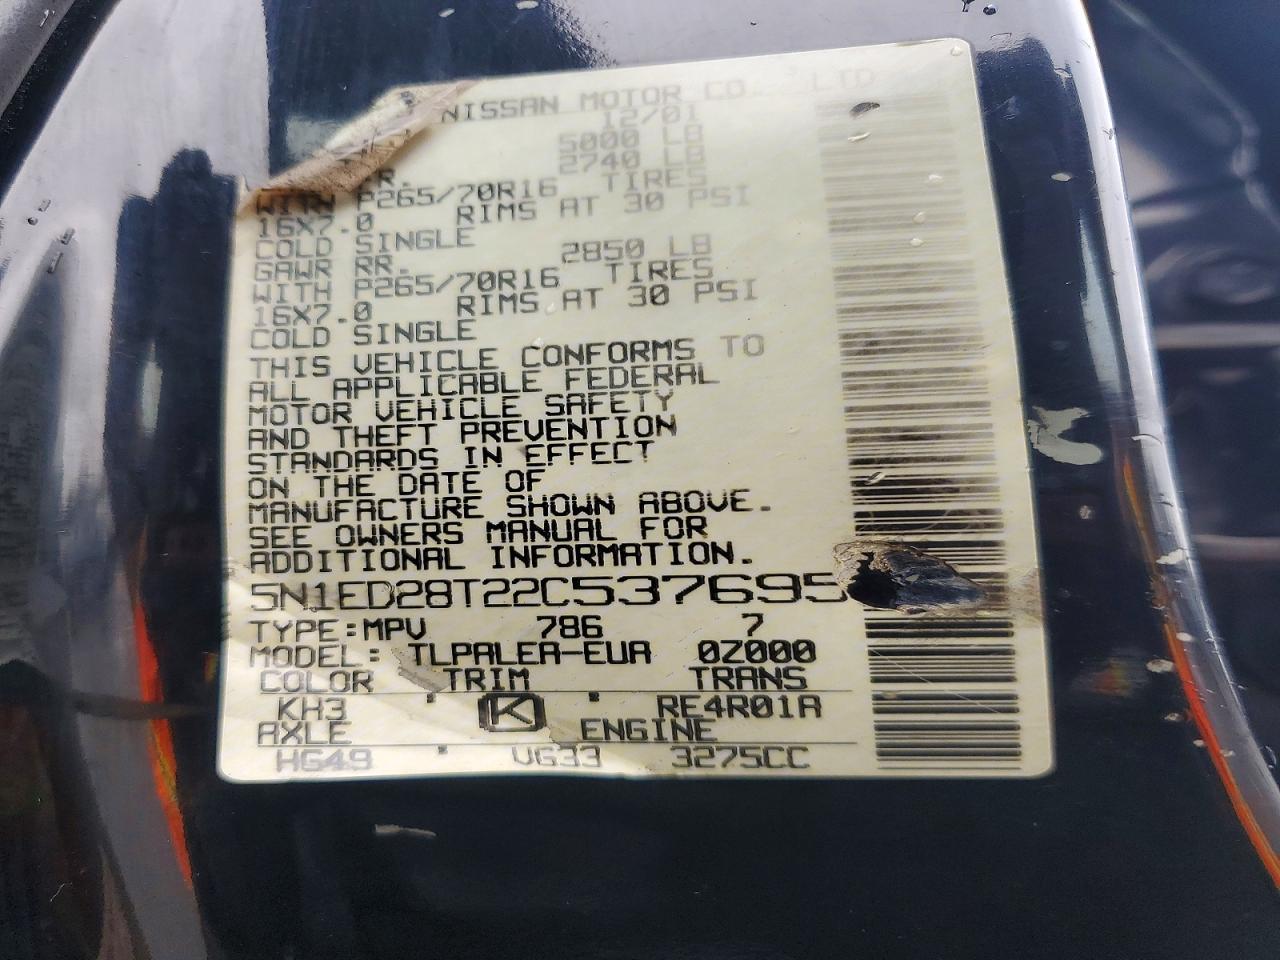 NISSAN MOTOR CO., LTD
12/01
5000 LB
FR. 2740 LB
WITH P265/70R16 TIRES
16X7.0 RIMS AT 30 PSI
COLD SINGLE
GAWR RR. 2850 LB
WITH P265/70R16 TIRES
16X7.0 RIMS AT 30 PSI
COLD SINGLE
THIS VEHICLE CONFORMS TO
ALL APPLICABLE FEDERAL
MOTOR VEHICLE SAFETY
AND THEFT PREVENTION
STANDARDS IN EFFECT
ON THE DATE OF
MANUFACTURE SHOWN ABOVE.
SEE OWNERS MANUAL FOR
ADDITIONAL INFORMATION.
5N1ED28T22C537695
TYPE:MPV 786 7
MODEL: TLPALEA-EUA 0Z000
COLOR TRIM TRANS
KH3 K RE4R01A
AXLE ENGINE
HG49 VG33 3275CC